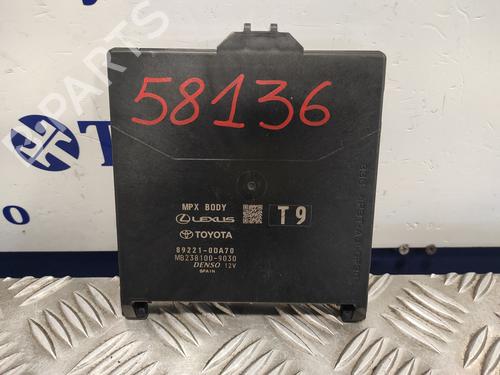 58136
MPX BODY
LEXUS
T9
TOYOTA
89221-0DA70
MB238100-9030
DENSO 12V
SPAIN